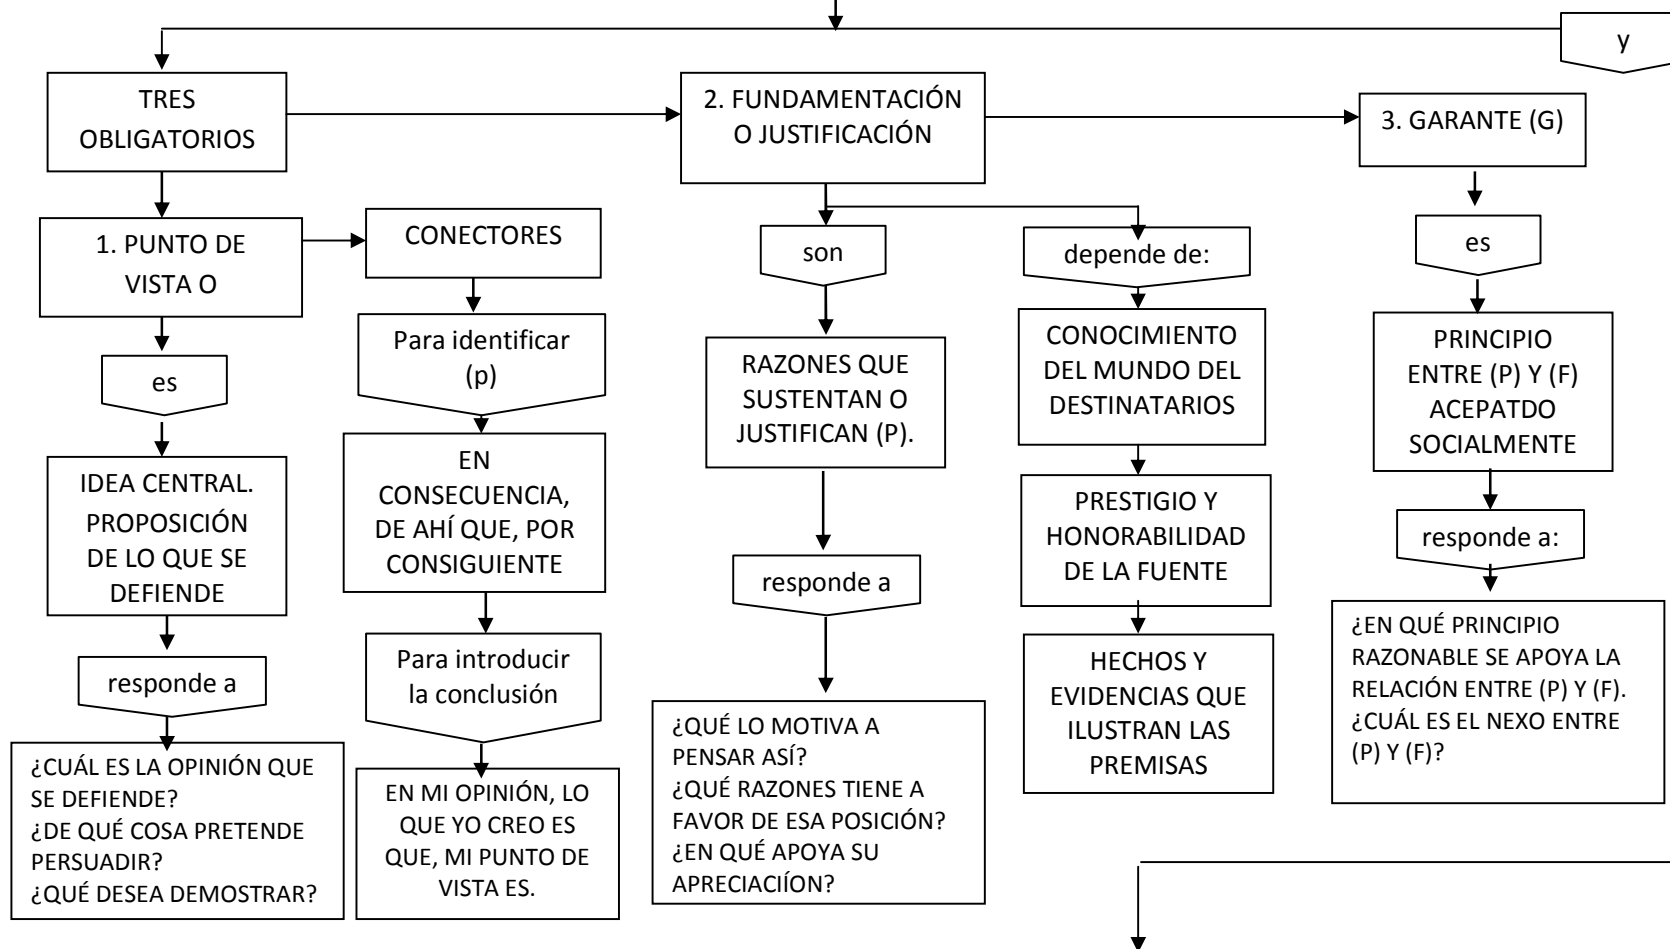 y
TRES
OBLIGATORIOS
2. FUNDAMENTACIÓN
O JUSTIFICACIÓN
3. GARANTE (G)
1. PUNTO DE
VISTA O
CONECTORES
son
depende de:
es
Para identificar
(p)
es
RAZONES QUE
SUSTENTAN O
JUSTIFICAN (P).
CONOCIMIENTO
DEL MUNDO DEL
DESTINATARIOS
PRINCIPIO
ENTRE (P) Y (F)
ACEPATDO
SOCIALMENTE
IDEA CENTRAL.
PROPOSICIÓN
DE LO QUE SE
DEFIENDE
EN
CONSECUENCIA,
DE AHÍ QUE, POR
CONSIGUIENTE
PRESTIGIO Y
HONORABILIDAD
DE LA FUENTE
responde a:
responde a
responde a
Para introducir
la conclusión
HECHOS Y
EVIDENCIAS QUE
ILUSTRAN LAS
PREMISAS
¿EN QUÉ PRINCIPIO
RAZONABLE SE APOYA LA
RELACIÓN ENTRE (P) Y (F).
¿CUÁL ES EL NEXO ENTRE
(P) Y (F)?
¿CUÁL ES LA OPINIÓN QUE
SE DEFIENDE?
¿DE QUÉ COSA PRETENDE
PERSUADIR?
¿QUÉ DESEA DEMOSTRAR?
EN MI OPINIÓN, LO
QUE YO CREO ES
QUE, MI PUNTO DE
VISTA ES.
¿QUÉ LO MOTIVA A
PENSAR ASÍ?
¿QUÉ RAZONES TIENE A
FAVOR DE ESA POSICIÓN?
¿EN QUÉ APOYA SU
APRECIACIÍON?